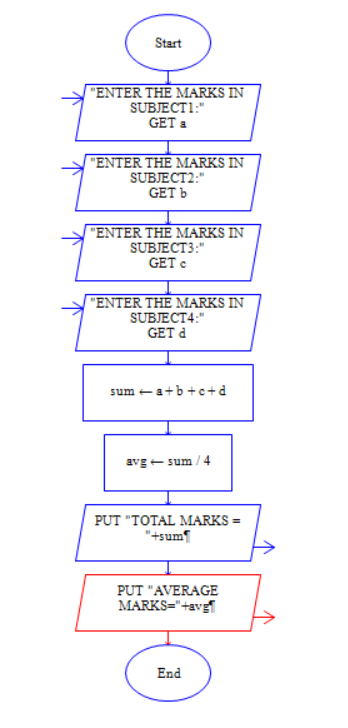 Start
"ENTER THE MARKS IN
SUBJECT1:"
GET a
"ENTER THE MARKS IN
SUBJECT2:"
GET b
"ENTER THE MARKS IN
SUBJECT3:"
GET c
"ENTER THE MARKS IN
SUBJECT4:"
GET d
sum ← a + b + c + d
avg ← sum / 4
PUT "TOTAL MARKS =
"+sum¶
PUT "AVERAGE
MARKS="+avg¶
End